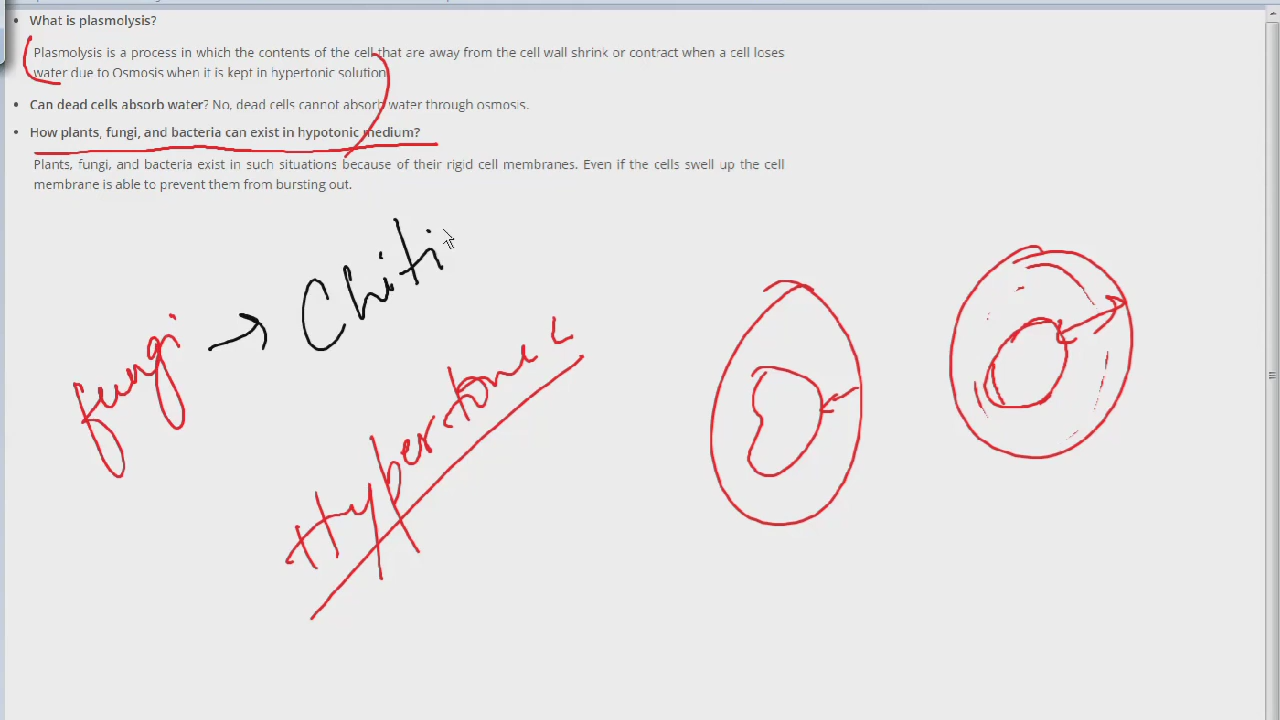 What is plasmolysis?
Plasmolysis is a process in which the contents of the cell that are away from the cell wall shrink or contract when a cell loses
water due to Osmosis when it is kept in hypertonic solution
Can dead cells absorb water? No, dead cells cannot absorb water through osmosis.
How plants, fungi, and bacteria can exist in hypotonic medium?
Plants, fungi, and bacteria exist in such situations because of their rigid cell membranes. Even if the cells swell up the cell
membrane is able to prevent them from bursting out.
fungi → Chiti
Hypertonic